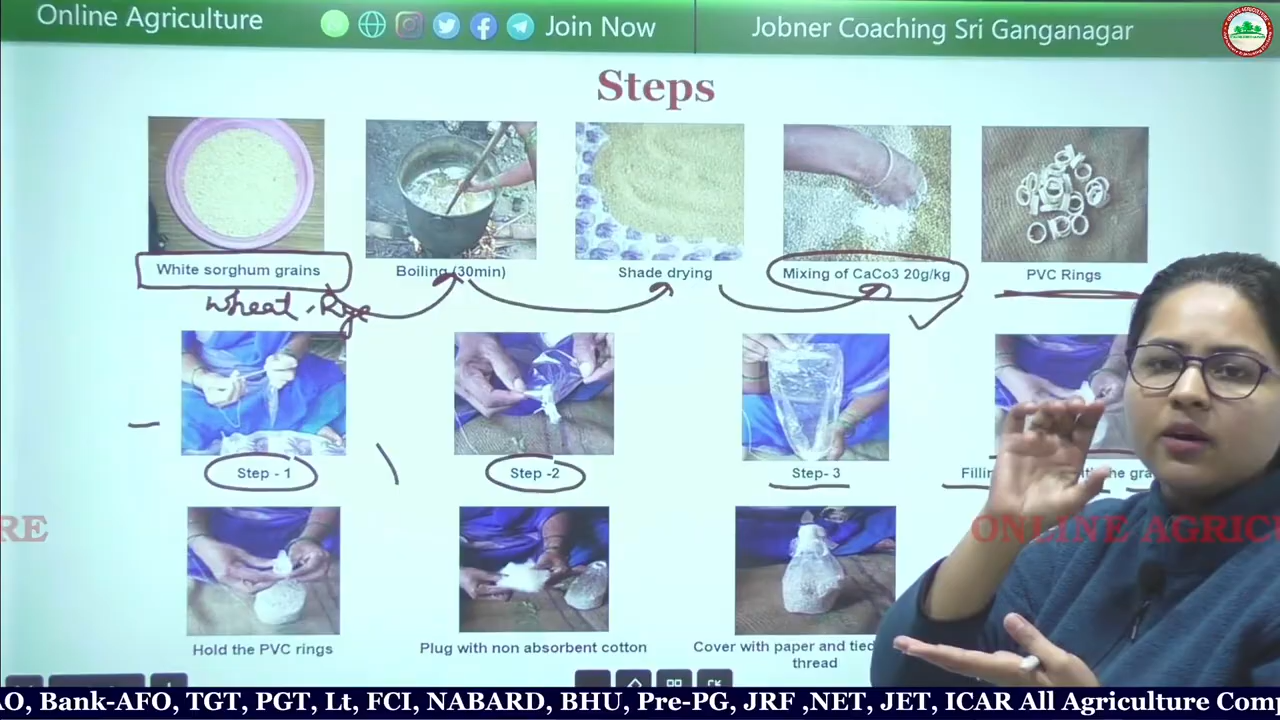 Online Agriculture
Join Now
Jobner Coaching Sri Ganganagar
Steps
White sorghum grains
Boiling (30min)
Shade drying
Mixing of CaCo3 20g/kg
PVC Rings
wheat, Rye
Step - 1
Step -2
Step- 3
RE
ONLINE AGRICU
Hold the PVC rings
Plug with non absorbent cotton
Cover with paper and tied
thread
O, Bank-AFO, TGT, PGT, Lt, FCI, NABARD, BHU, Pre-PG, JRF ,NET, JET, ICAR All Agriculture Comp